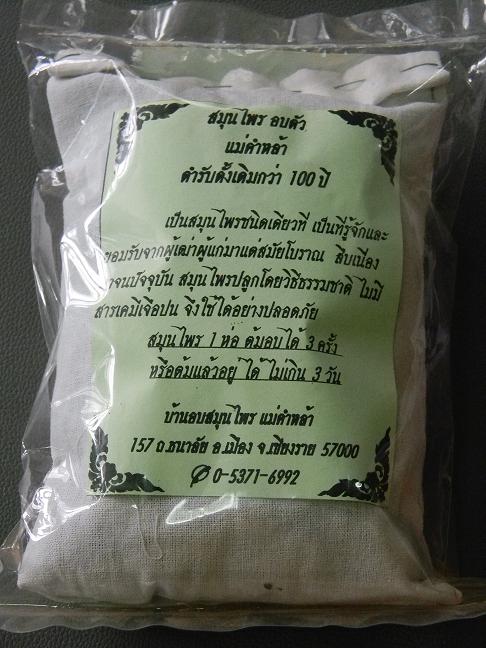 สมุนไพร อบตัว
แม่คำหล้า
ตำรับดั้งเดิมกว่า 100 ปี
เป็นสมุนไพรชนิดเดียวที่ เป็นที่รู้จักและ
ยอมรับจากผู้เฒ่าผู้แก่มาแต่สมัยโบราณ สืบเนื่อง
มาจนปัจจุบัน สมุนไพรปลูกโดยวิธีธรรมชาติ ไม่มี
สารเคมีเจือปน จึงใช้ได้อย่างปลอดภัย
สมุนไพร 1 ห่อ ต้มอบได้ 3 ครั้ง
หรือต้มแล้วอยู่ ได้ ไม่เกิน 3 วัน
บ้านอบสมุนไพร แม่คำหล้า
157 ถ.ธนาลัย อ.เมือง จ.เชียงราย 57000
✆ 0-5371-6992